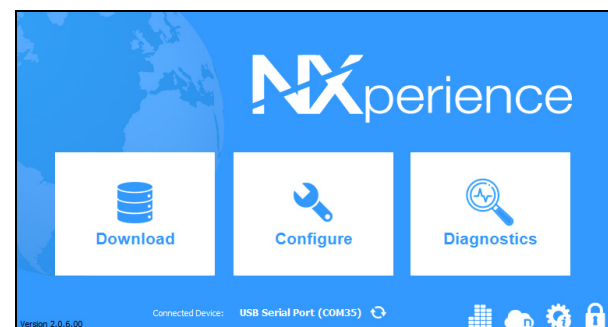 NXperience
Download
Configure
Diagnostics
Connected Device: USB Serial Port (COM35)
Version 2.0.6.00